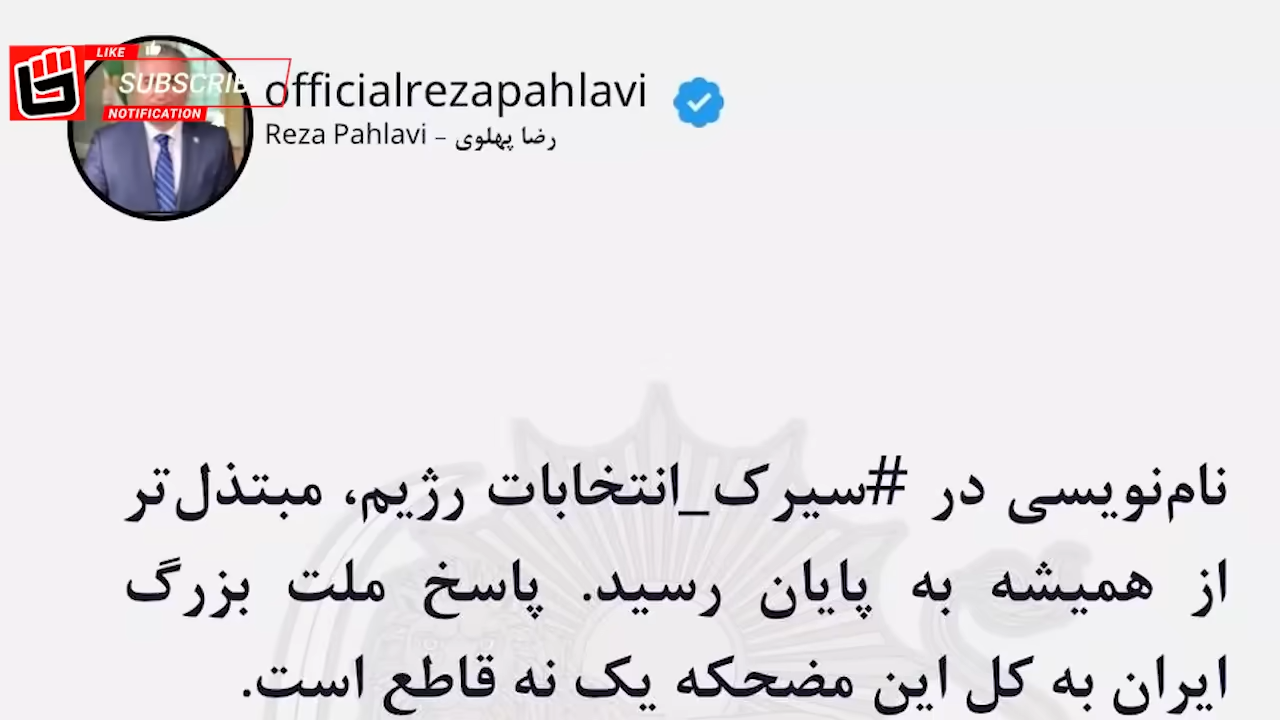 LIKE
SUBSCRIBE
NOTIFICATION
officialrezapahlavi
Reza Pahlavi – رضا پهلوی
نام‌نویسی در #سیرک_انتخابات رژیم، مبتذل‌تر
از همیشه به پایان رسید. پاسخ ملت بزرگ
ایران به کل این مضحکه یک نه قاطع است.